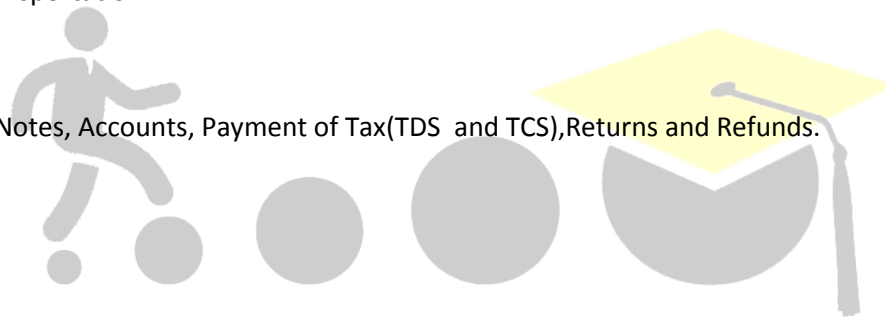 Notes, Accounts, Payment of Tax(TDS and TCS),Returns and Refunds.